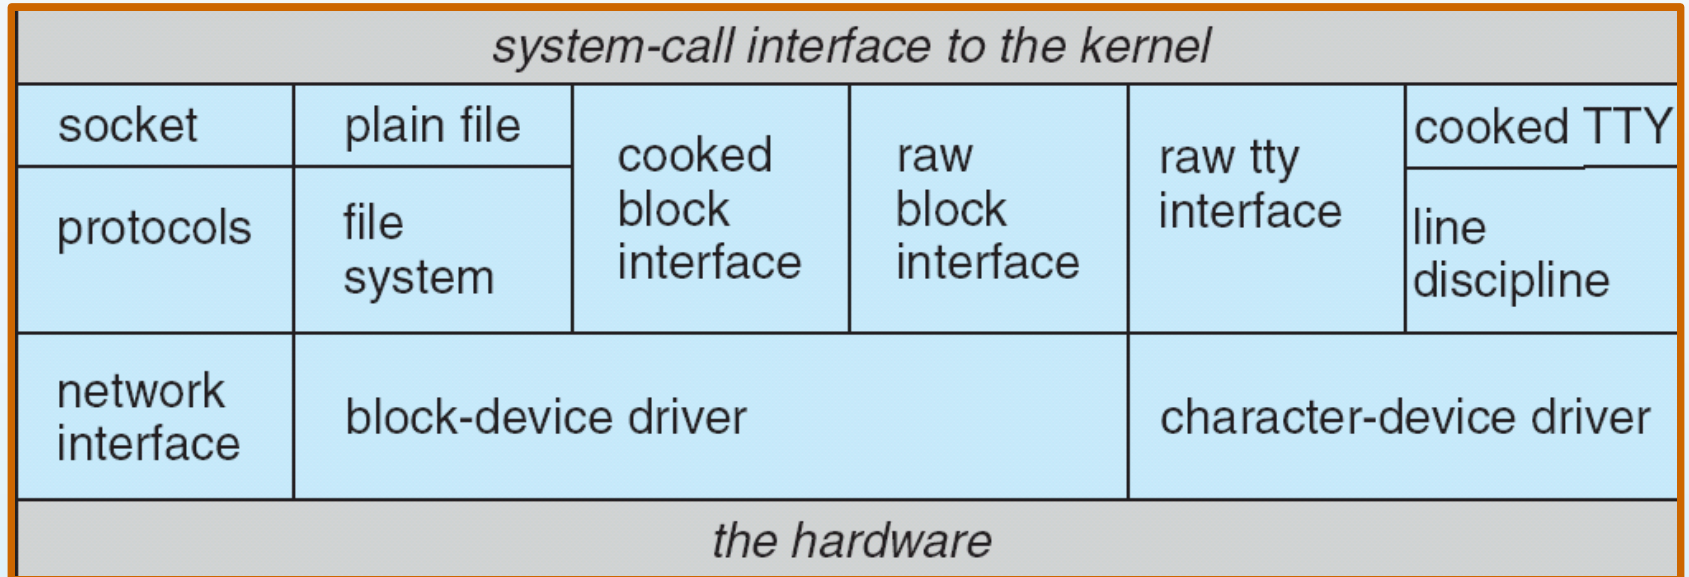 system-call interface to the kernel
socket
plain file
cooked
block
interface
raw
block
interface
raw tty
interface
cooked TTY
protocols
file
system
line
discipline
network
interface
block-device driver
character-device driver
the hardware